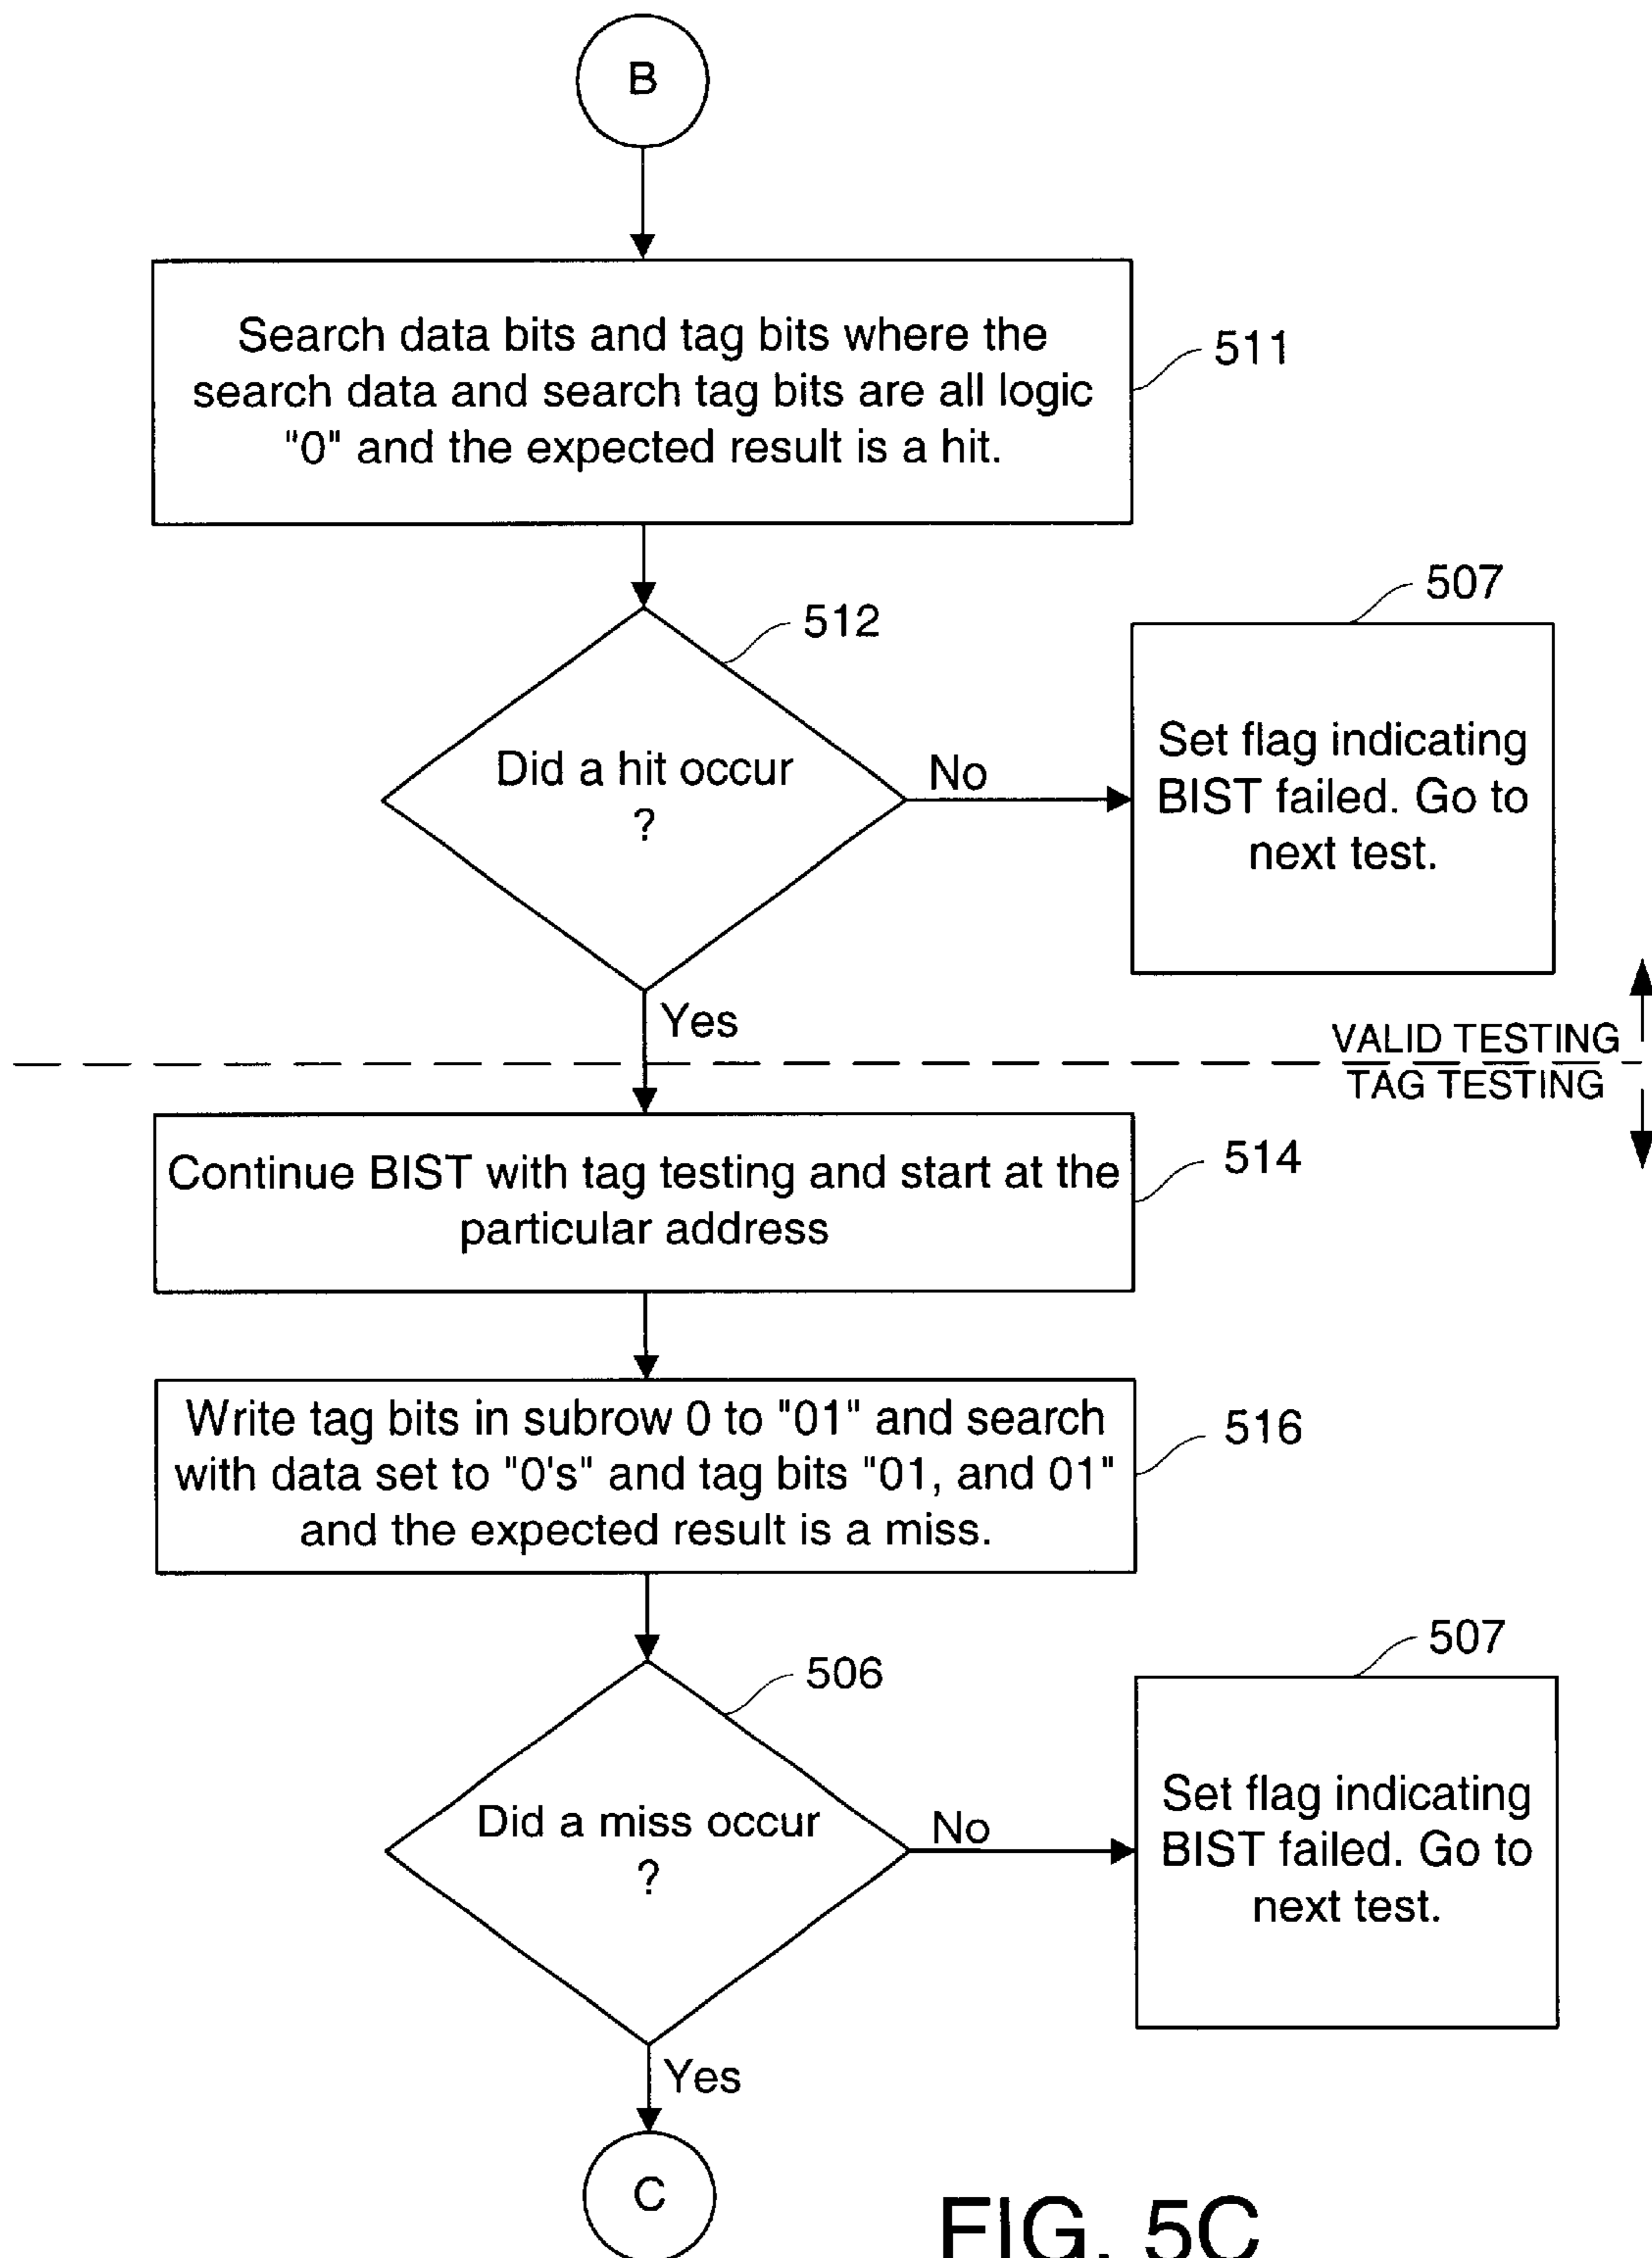 B
Search data bits and tag bits where the
search data and search tag bits are all logic
"0" and the expected result is a hit.
511
512
507
Did a hit occur
?
No
Set flag indicating
BIST failed. Go to
next test.
Yes
VALID TESTING
TAG TESTING
Continue BIST with tag testing and start at the
particular address
514
Write tag bits in subrow 0 to "01" and search
with data set to "0's" and tag bits "01, and 01"
and the expected result is a miss.
516
506
507
Did a miss occur
?
No
Set flag indicating
BIST failed. Go to
next test.
Yes
C
FIG. 5C